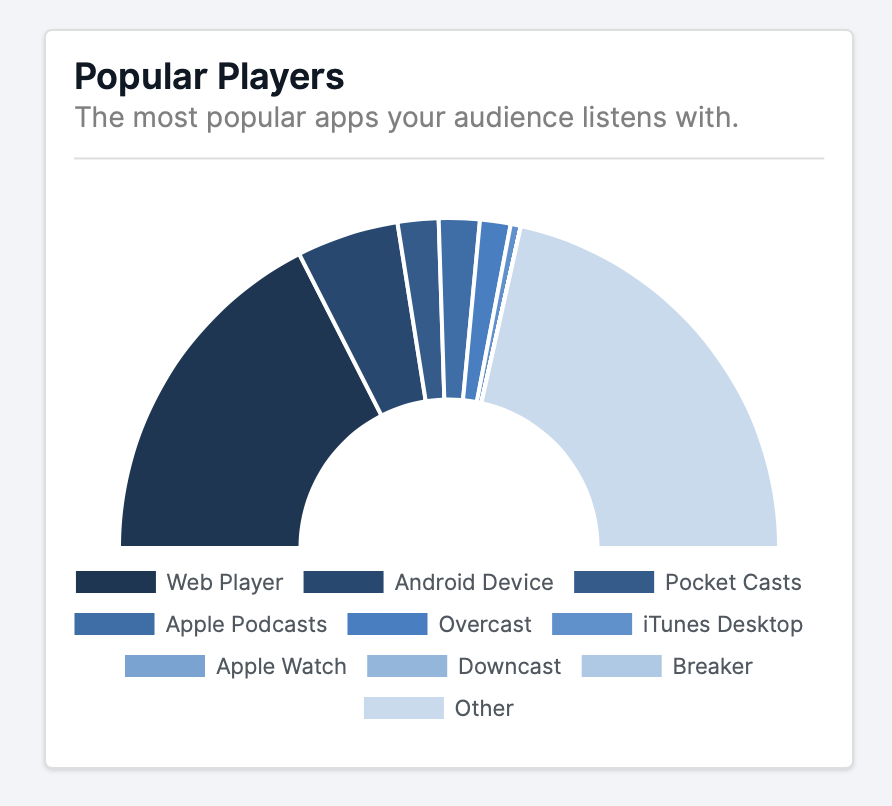 Popular Players
The most popular apps your audience listens with.
Web Player Android Device Pocket Casts
Apple Podcasts Overcast iTunes Desktop
Apple Watch Downcast Breaker
Other